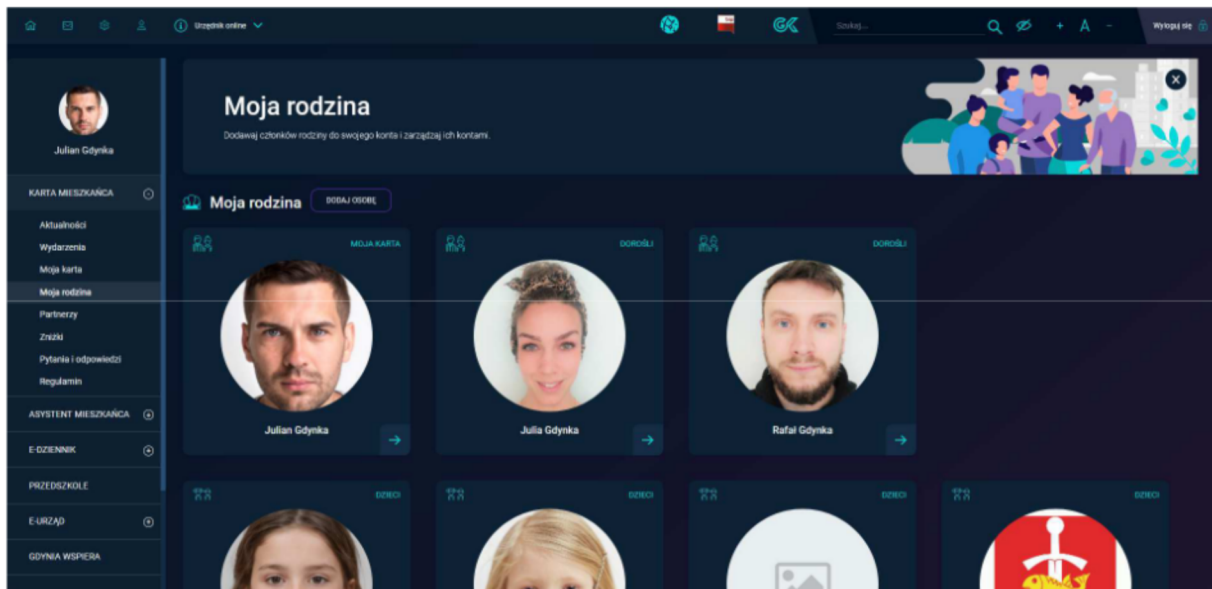 Urzędnik online
Szukaj...
+ A -
Wyloguj się
Julian Gdynka
KARTA MIESZKAŃCA
Aktualności
Wydarzenia
Moja karta
Moja rodzina
Partnerzy
Zniżki
Pytania i odpowiedzi
Regulamin
ASYSTENT MIESZKAŃCA
E-DZIENNIK
PRZEDSZKOLE
E-URZĄD
GDYNIA WSPIERA
Moja rodzina
Dodawaj członków rodziny do swojego konta i zarządzaj ich kontami.
Moja rodzina DODAJ OSOBĘ
MOJA KARTA
Julian Gdynka
DOROŚLI
Julia Gdynka
DOROŚLI
Rafał Gdynka
DZIECI
DZIECI
DZIECI
DZIECI